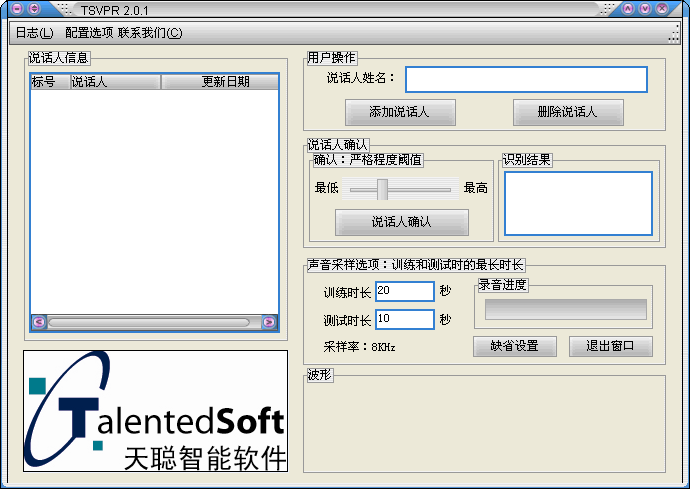 TSVPR 2.0.1
日志(L) 配置选项 联系我们(C)
说话人信息
标号 说话人 更新日期
用户操作
说话人姓名：
添加说话人 删除说话人
说话人确认
确认：严格程度阈值
最低 最高
说话人确认
识别结果
声音采样选项：训练和测试时的最长时长
训练时长 20 秒
测试时长 10 秒
采样率：8KHz
录音进度
缺省设置 退出窗口
波形
TalentedSoft
天聪智能软件